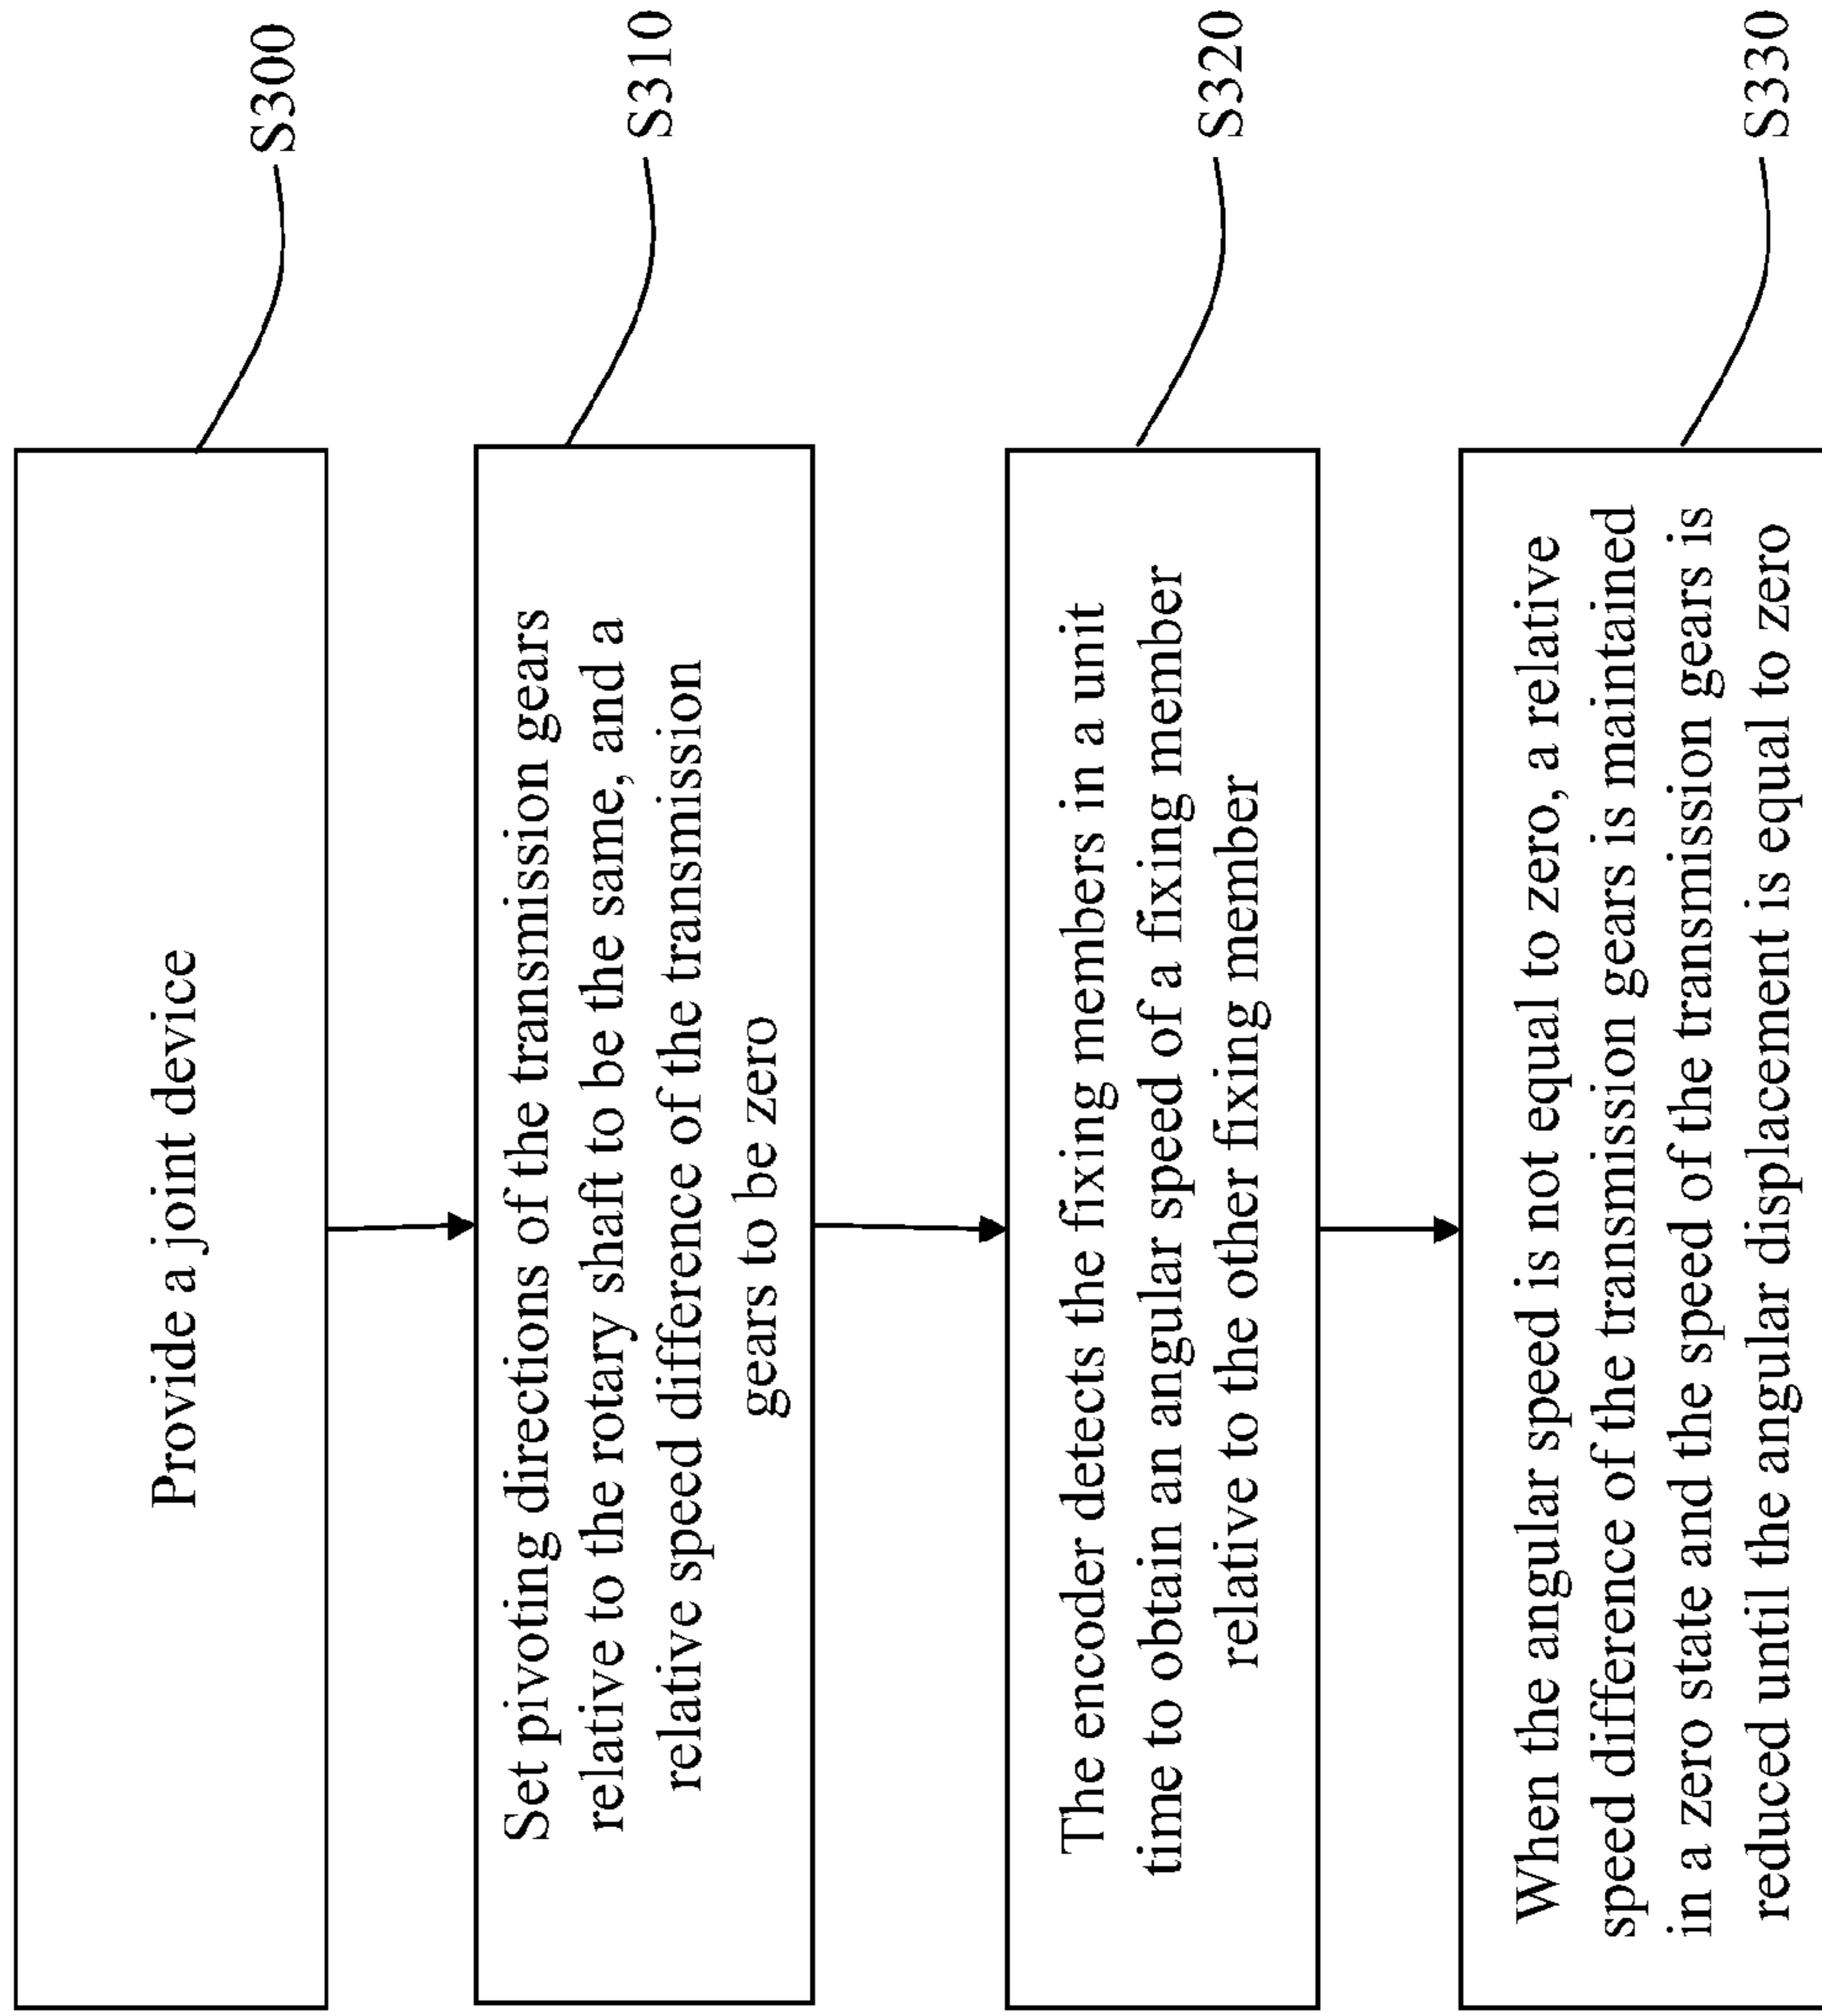 Provide a joint device
S300
Set pivoting directions of the transmission gears
relative to the rotary shaft to be the same, and a
relative speed difference of the transmission
gears to be zero
S310
The encoder detects the fixing members in a unit
time to obtain an angular speed of a fixing member
relative to the other fixing member
S320
When the angular speed is not equal to zero, a relative
speed difference of the transmission gears is maintained
in a zero state and the speed of the transmission gears is
reduced until the angular displacement is equal to zero
S330